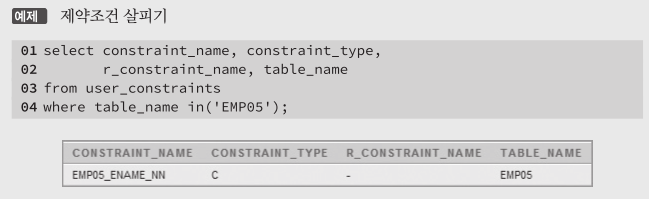 예제 제약조건 살피기
01 select constraint_name, constraint_type,
02        r_constraint_name, table_name
03 from user_constraints
04 where table_name in('EMP05');
CONSTRAINT_NAME CONSTRAINT_TYPE R_CONSTRAINT_NAME TABLE_NAME
EMP05_ENAME_NN C - EMP05